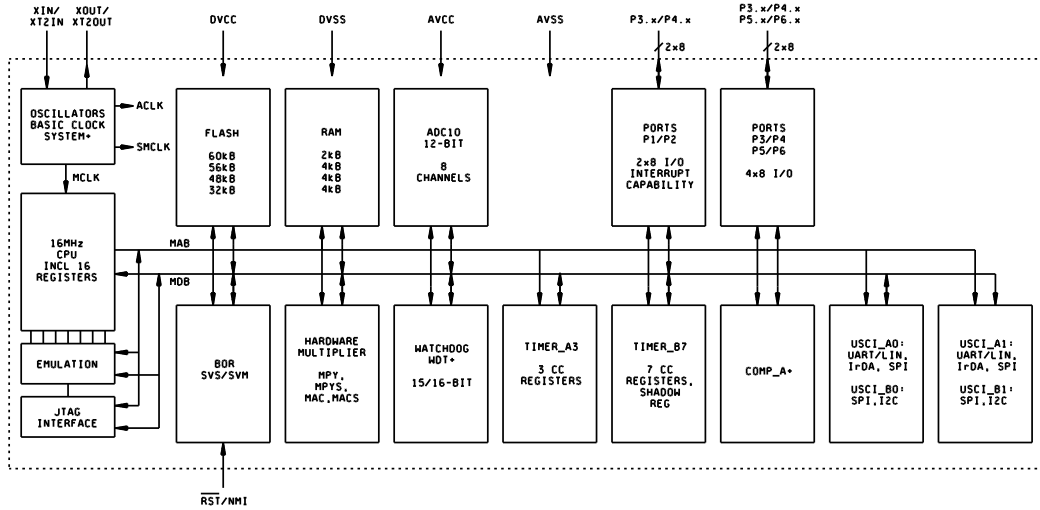 XIN/
XT2IN
XOUT/
XT2OUT
DVCC
DVSS
AVCC
AVSS
P3.x/P4.x
2x8
P3.x/P4.x
P5.x/P6.x
2x8
OSCILLATORS
BASIC CLOCK
SYSTEM+
ACLK
SMCLK
MCLK
FLASH
60kB
56kB
48kB
32kB
RAM
2kB
4kB
4kB
4kB
ADC10
12-BIT
8
CHANNELS
PORTS
P1/P2
2x8 I/O
INTERRUPT
CAPABILITY
PORTS
P3/P4
P5/P6
4x8 I/O
16MHz
CPU
INCL 16
REGISTERS
MAB
MDB
EMULATION
JTAG
INTERFACE
BOR
SVS/SVM
HARDWARE
MULTIPLIER
MPY,
MPYS,
MAC,MACS
WATCHDOG
WDT+
15/16-BIT
TIMER_A3
3 CC
REGISTERS
TIMER_B7
7 CC
REGISTERS,
SHADOW
REG
COMP_A+
USCI_A0:
UART/LIN,
IrDA, SPI
USCI_B0:
SPI,I2C
USCI_A1:
UART/LIN,
IrDA, SPI
USCI_B1:
SPI,I2C
RST/NMI